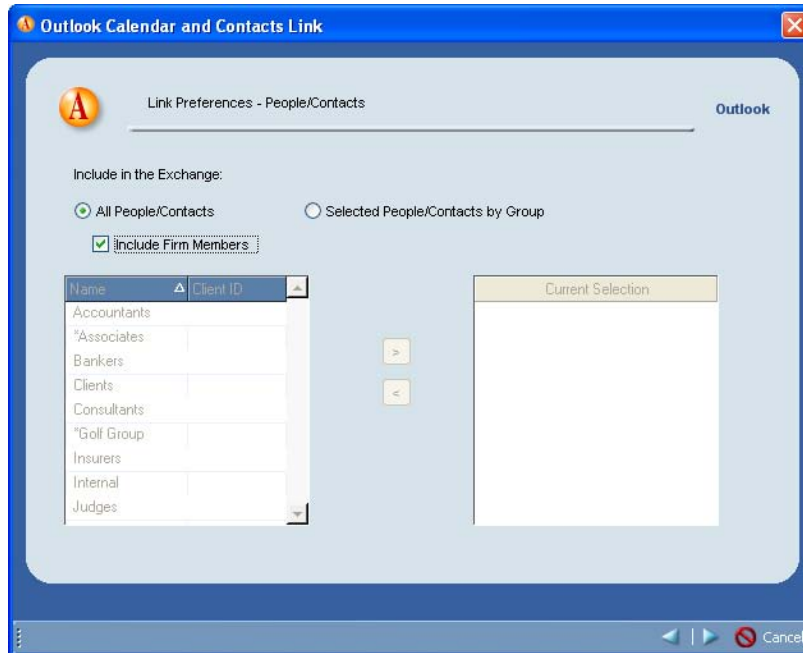 Outlook Calendar and Contacts Link
A
Link Preferences - People/Contacts
Outlook
Include in the Exchange:
All People/Contacts
Selected People/Contacts by Group
Include Firm Members
Name Client ID
Current Selection
Accountants
*Associates
Bankers
>
Clients
<
Consultants
*Golf Group
Insurers
Internal
Judges
Cancel